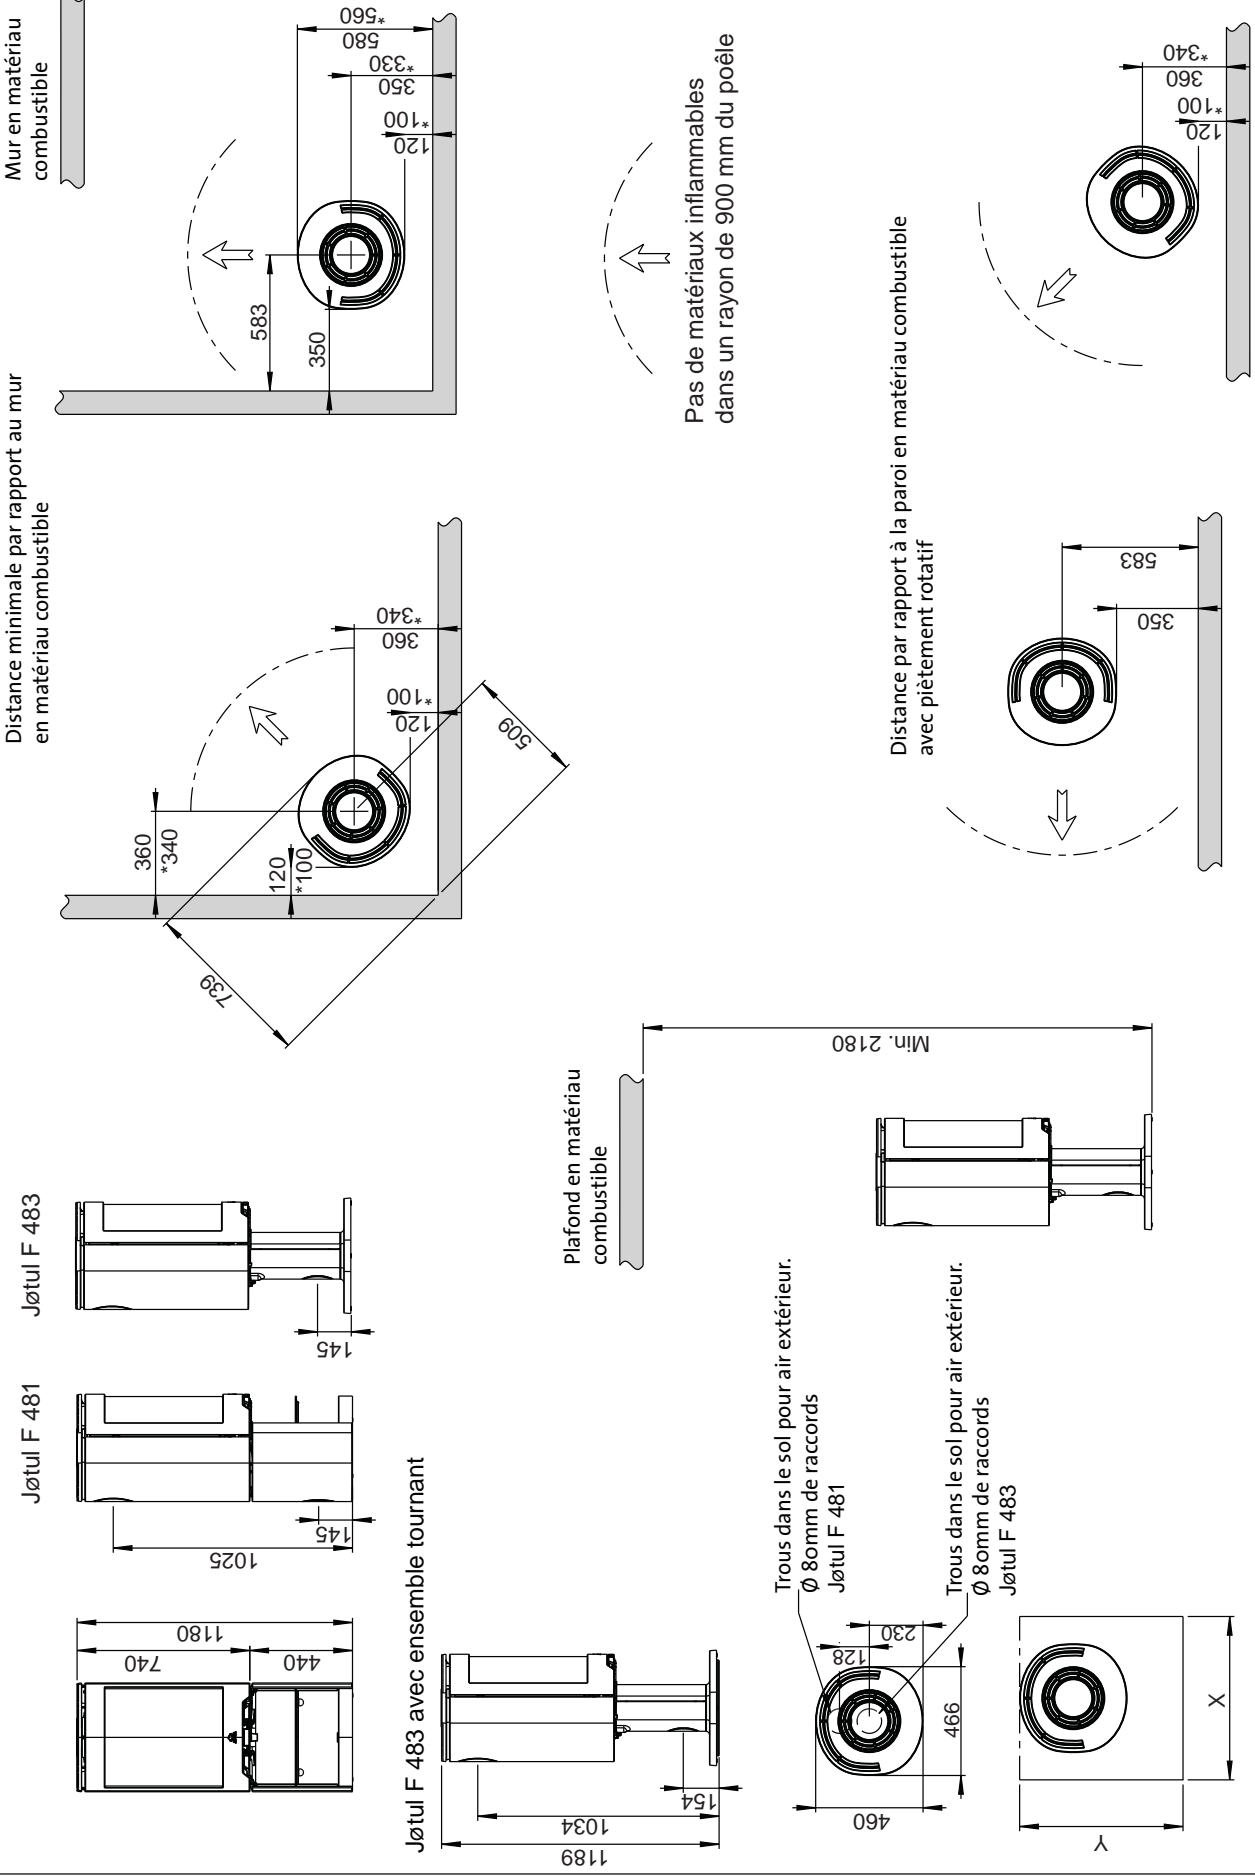 Jøtul F 481
Jøtul F 483
1180
740
440
1025
145
145
Jøtul F 483 avec ensemble tournant
1189
1034
154
Trous dans le sol pour air extérieur.
Ø 80mm de raccords
Jøtul F 481
Trous dans le sol pour air extérieur.
Ø 80mm de raccords
Jøtul F 483
460
466
128
230
Y
X
Plafond en matériau
combustible
Min. 2180
Distance minimale par rapport au mur
en matériau combustible
Mur en matériau
combustible
739
360
*340
120
*100
120
*100
360
*340
509
583
350
120
*100
350
*330
580
*560
Pas de matériaux inflammables
dans un rayon de 900 mm du poêle
Distance par rapport à la paroi en matériau combustible
avec piètement rotatif
350
583
120
*100
360
*340